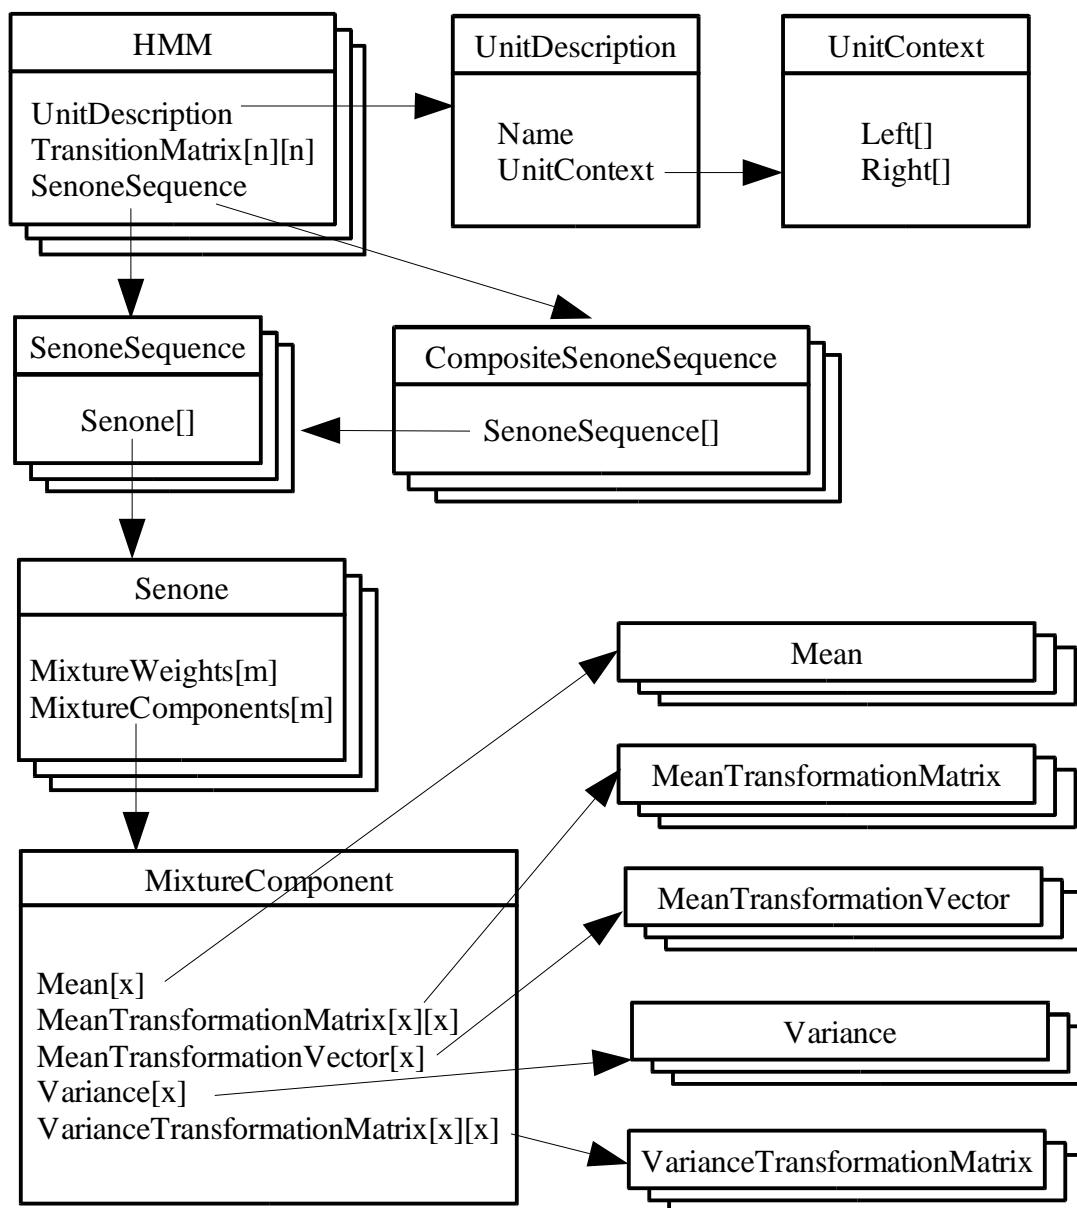 HMM
UnitDescription
TransitionMatrix[n][n]
SenoneSequence
UnitDescription
Name
UnitContext
UnitContext
Left[]
Right[]
SenoneSequence
Senone[]
CompositeSenoneSequence
SenoneSequence[]
Senone
MixtureWeights[m]
MixtureComponents[m]
MixtureComponent
Mean[x]
MeanTransformationMatrix[x][x]
MeanTransformationVector[x]
Variance[x]
VarianceTransformationMatrix[x][x]
Mean
MeanTransformationMatrix
MeanTransformationVector
Variance
VarianceTransformationMatrix